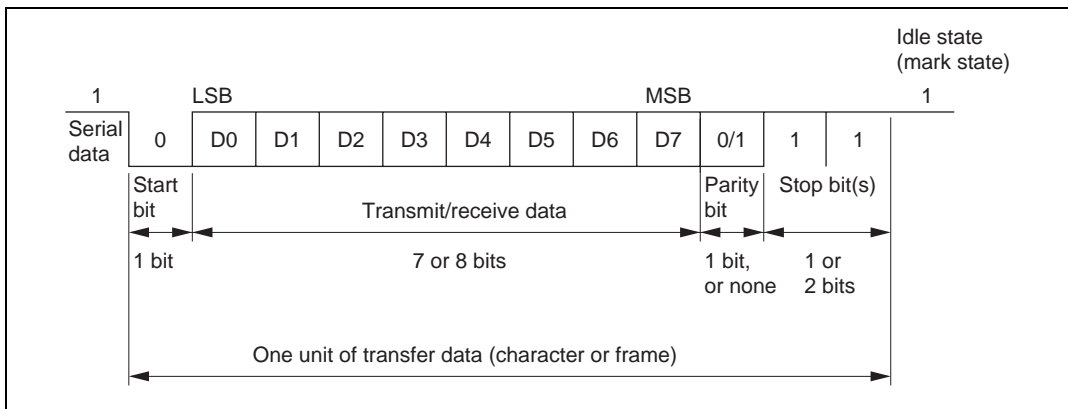 Idle state
(mark state)
1 LSB MSB 1
Serial
data
0 D0 D1 D2 D3 D4 D5 D6 D7 0/1 1 1
Start
bit
Transmit/receive data
Parity
bit
Stop bit(s)
1 bit
7 or 8 bits
1 bit,
or none
1 or
2 bits
One unit of transfer data (character or frame)